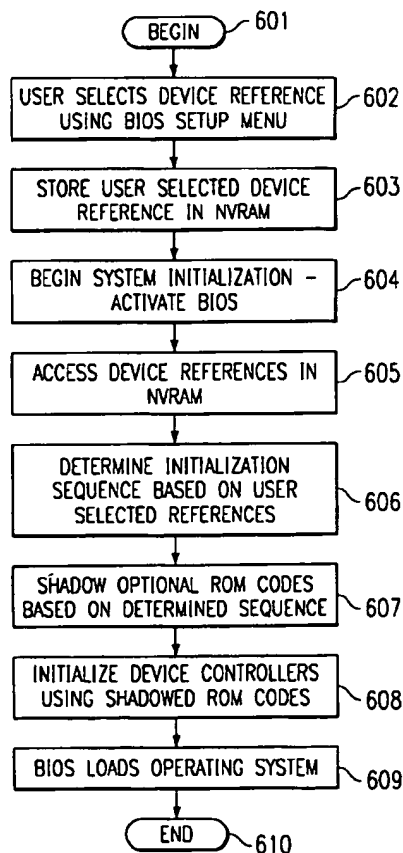 BEGIN
601
USER SELECTS DEVICE REFERENCE
USING BIOS SETUP MENU
602
STORE USER SELECTED DEVICE
REFERENCE IN NVRAM
603
BEGIN SYSTEM INITIALIZATION -
ACTIVATE BIOS
604
ACCESS DEVICE REFERENCES IN
NVRAM
605
DETERMINE INITIALIZATION
SEQUENCE BASED ON USER
SELECTED REFERENCES
606
SHADOW OPTIONAL ROM CODES
BASED ON DETERMINED SEQUENCE
607
INITIALIZE DEVICE CONTROLLERS
USING SHADOWED ROM CODES
608
BIOS LOADS OPERATING SYSTEM
609
END
610